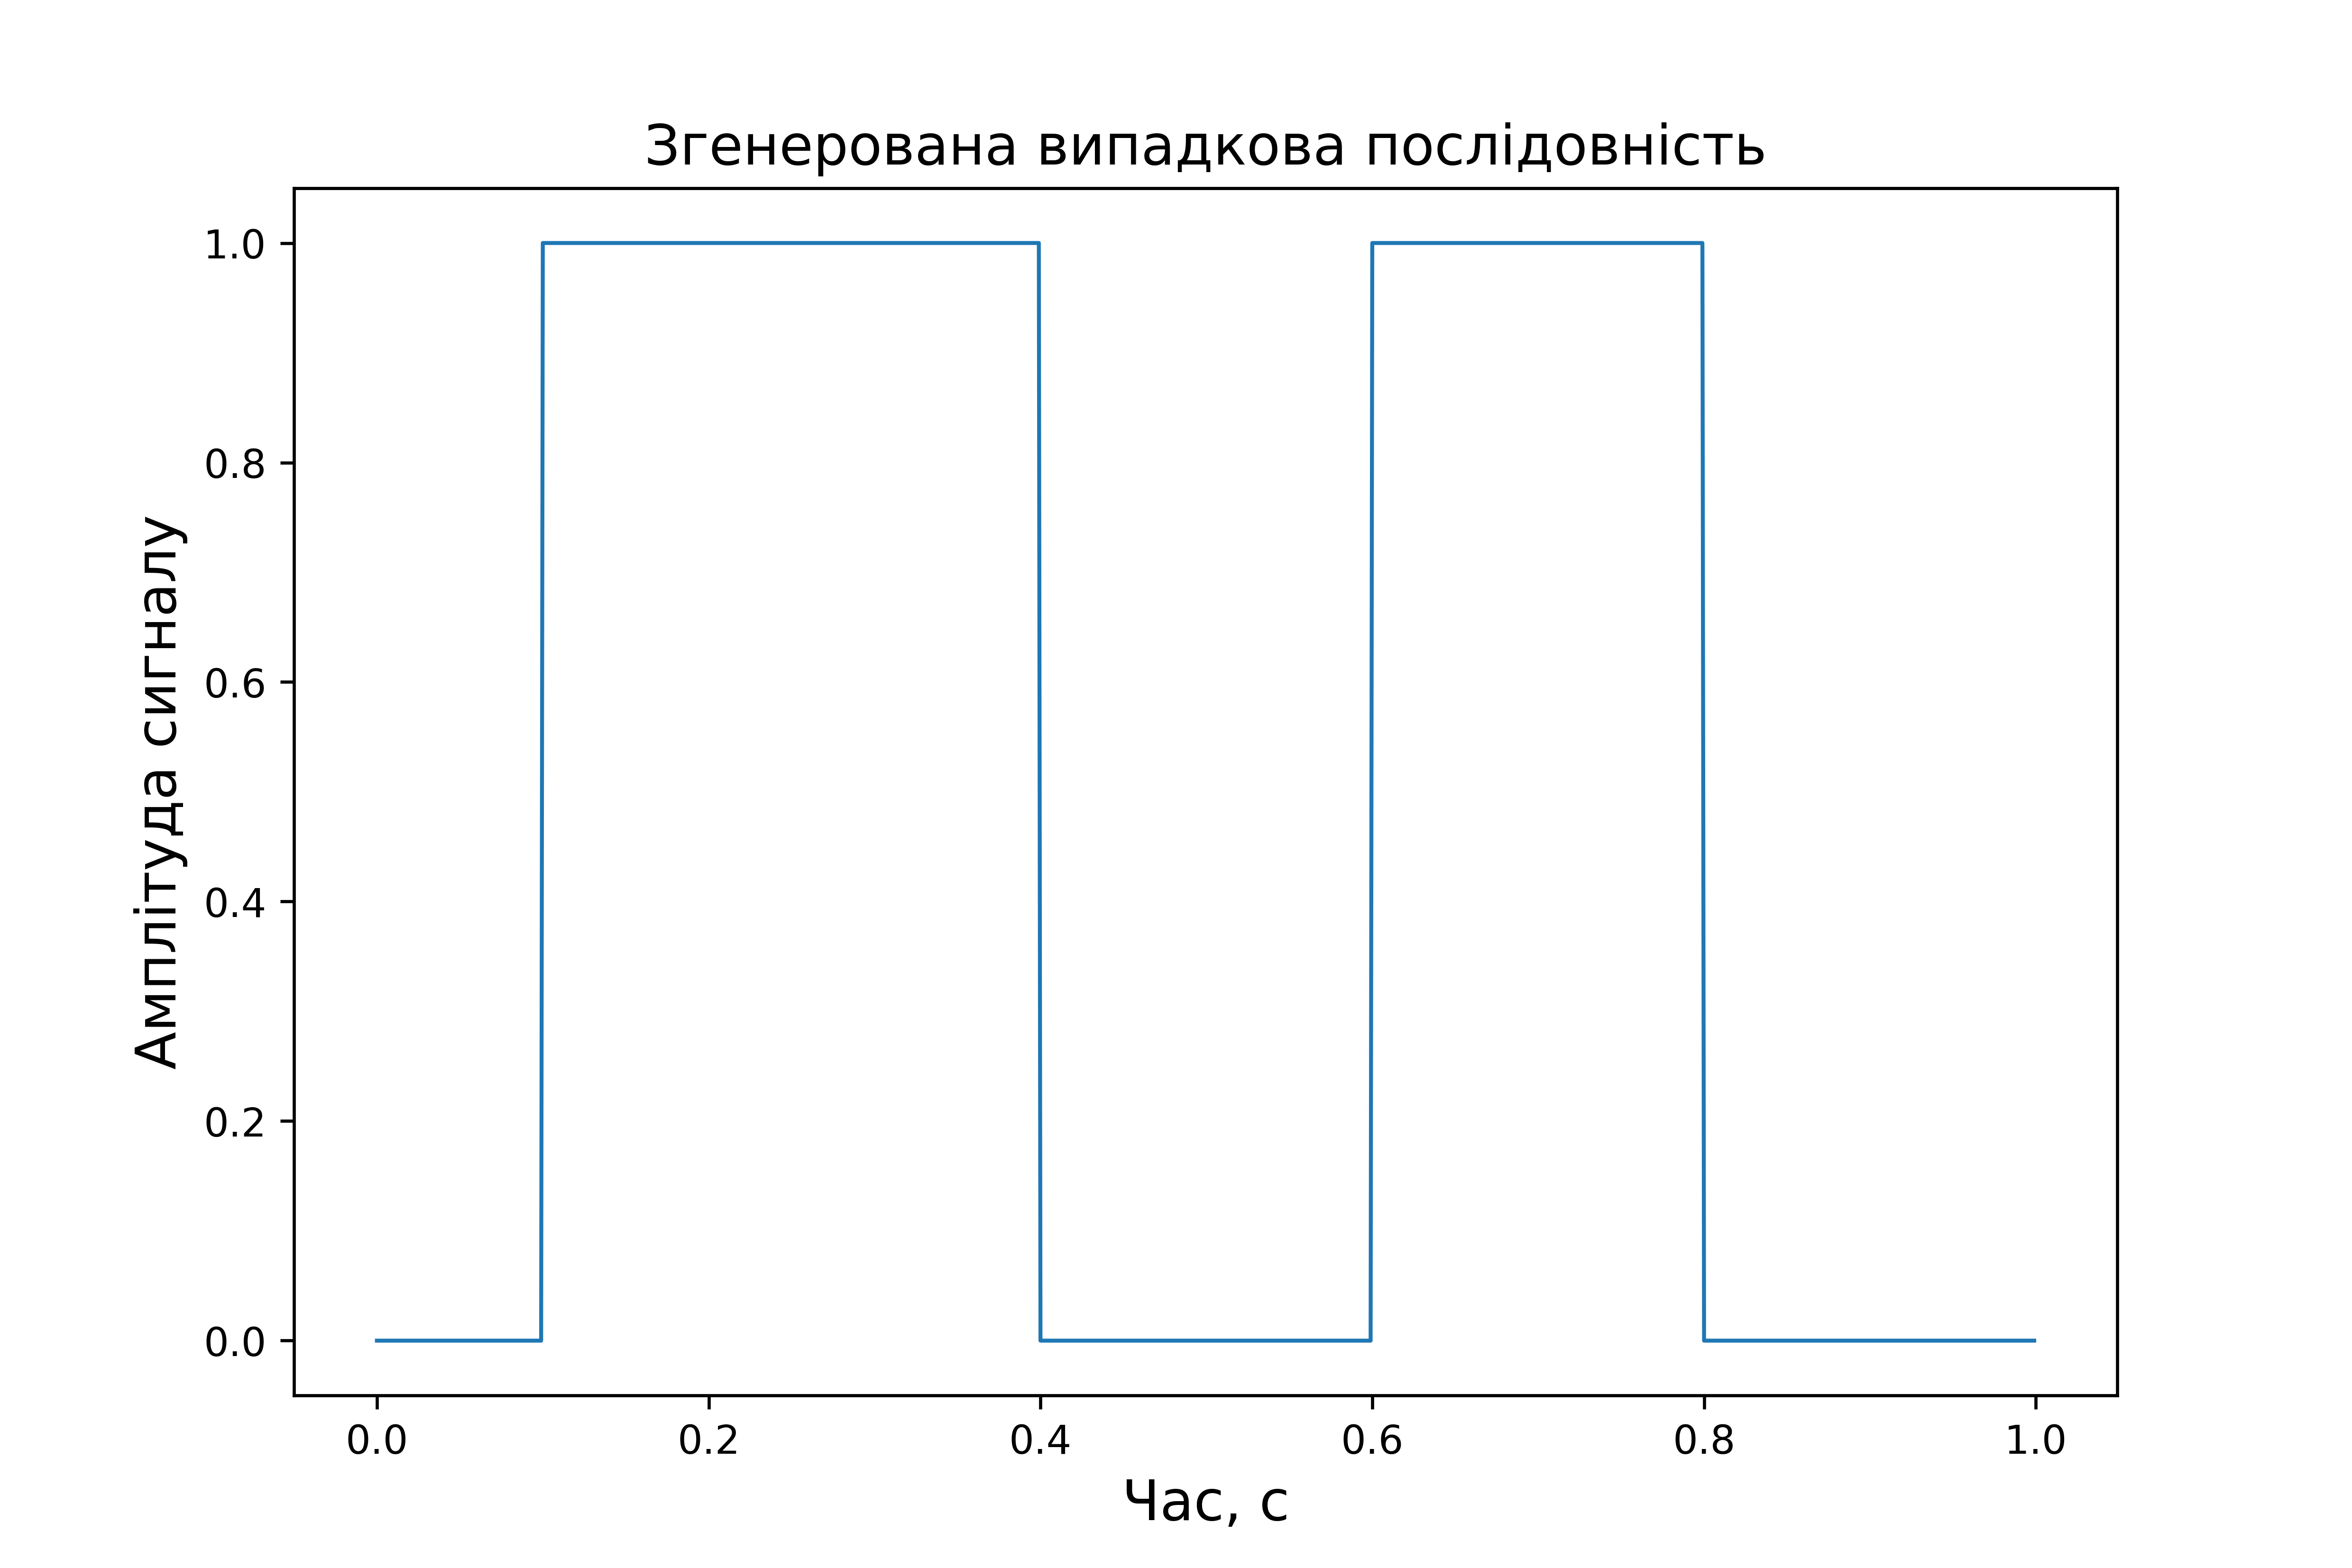 Згенерована випадкова послідовність
Амплітуда сигналу
1.0
0.8
0.6
0.4
0.2
0.0
0.0 0.2 0.4 0.6 0.8 1.0
Час, с